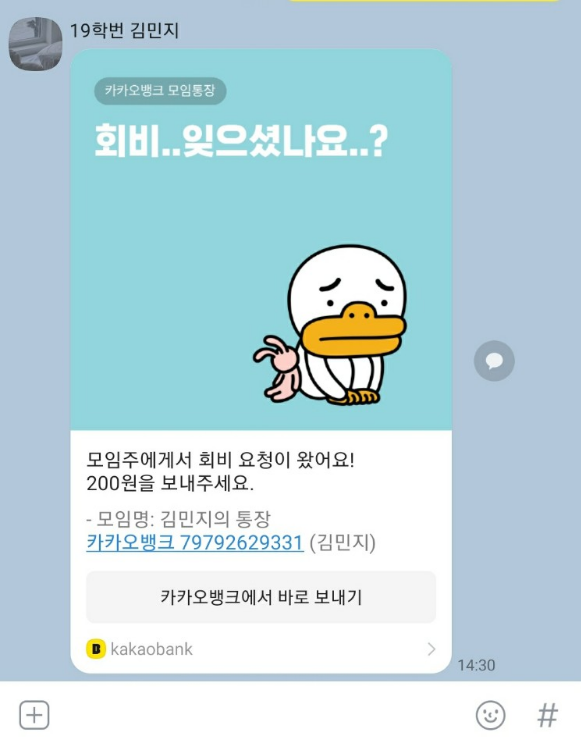 19학번 김민지
카카오뱅크 모임통장
회비..잊으셨나요..?
모임주에게서 회비 요청이 왔어요!
200원을 보내주세요.
- 모임명: 김민지의 통장
카카오뱅크 79792629331 (김민지)
카카오뱅크에서 바로 보내기
B kakaobank
14:30
#